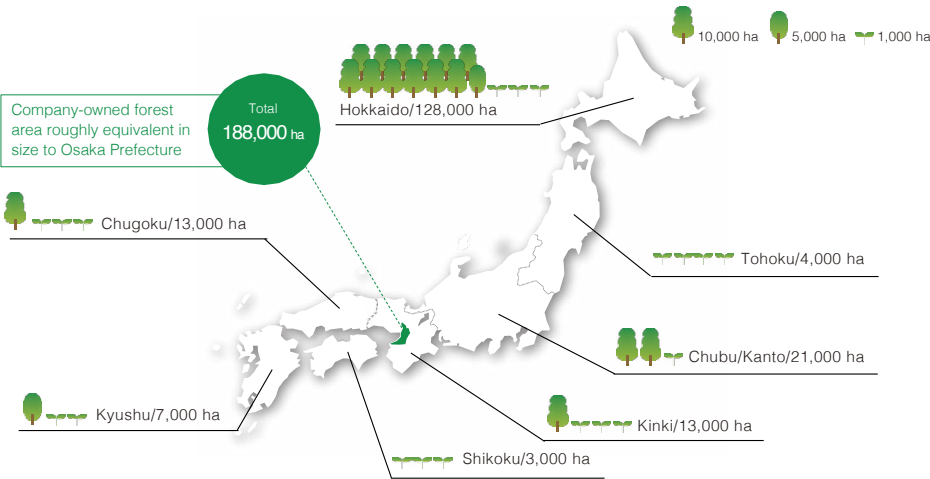 10,000 ha
5,000 ha
1,000 ha
Hokkaido/128,000 ha
Company-owned forest
area roughly equivalent in
size to Osaka Prefecture
Total
188,000 ha
Chugoku/13,000 ha
Tohoku/4,000 ha
Chubu/Kanto/21,000 ha
Kyushu/7,000 ha
Kinki/13,000 ha
Shikoku/3,000 ha